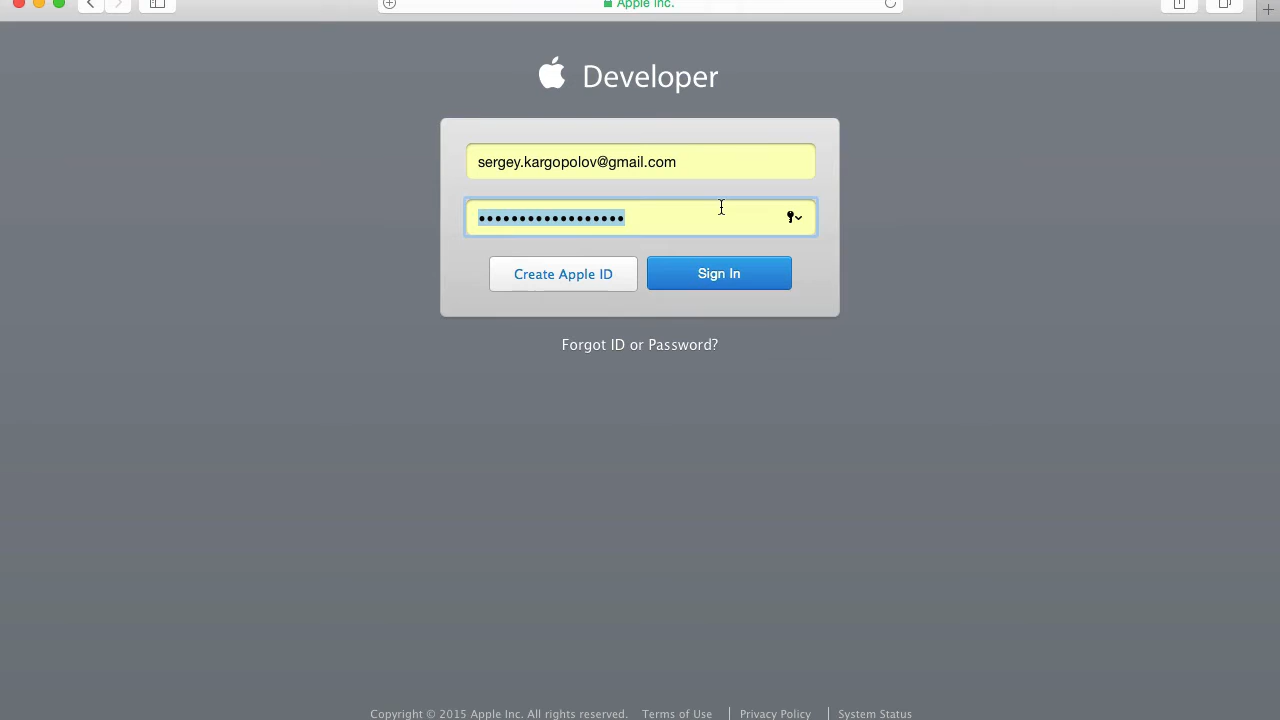 Apple Inc.
Developer
sergey.kargopolov@gmail.com
••••••••••••••••••
Create Apple ID
Sign In
Forgot ID or Password?
Copyright © 2015 Apple Inc. All rights reserved. Terms of Use | Privacy Policy | System Status